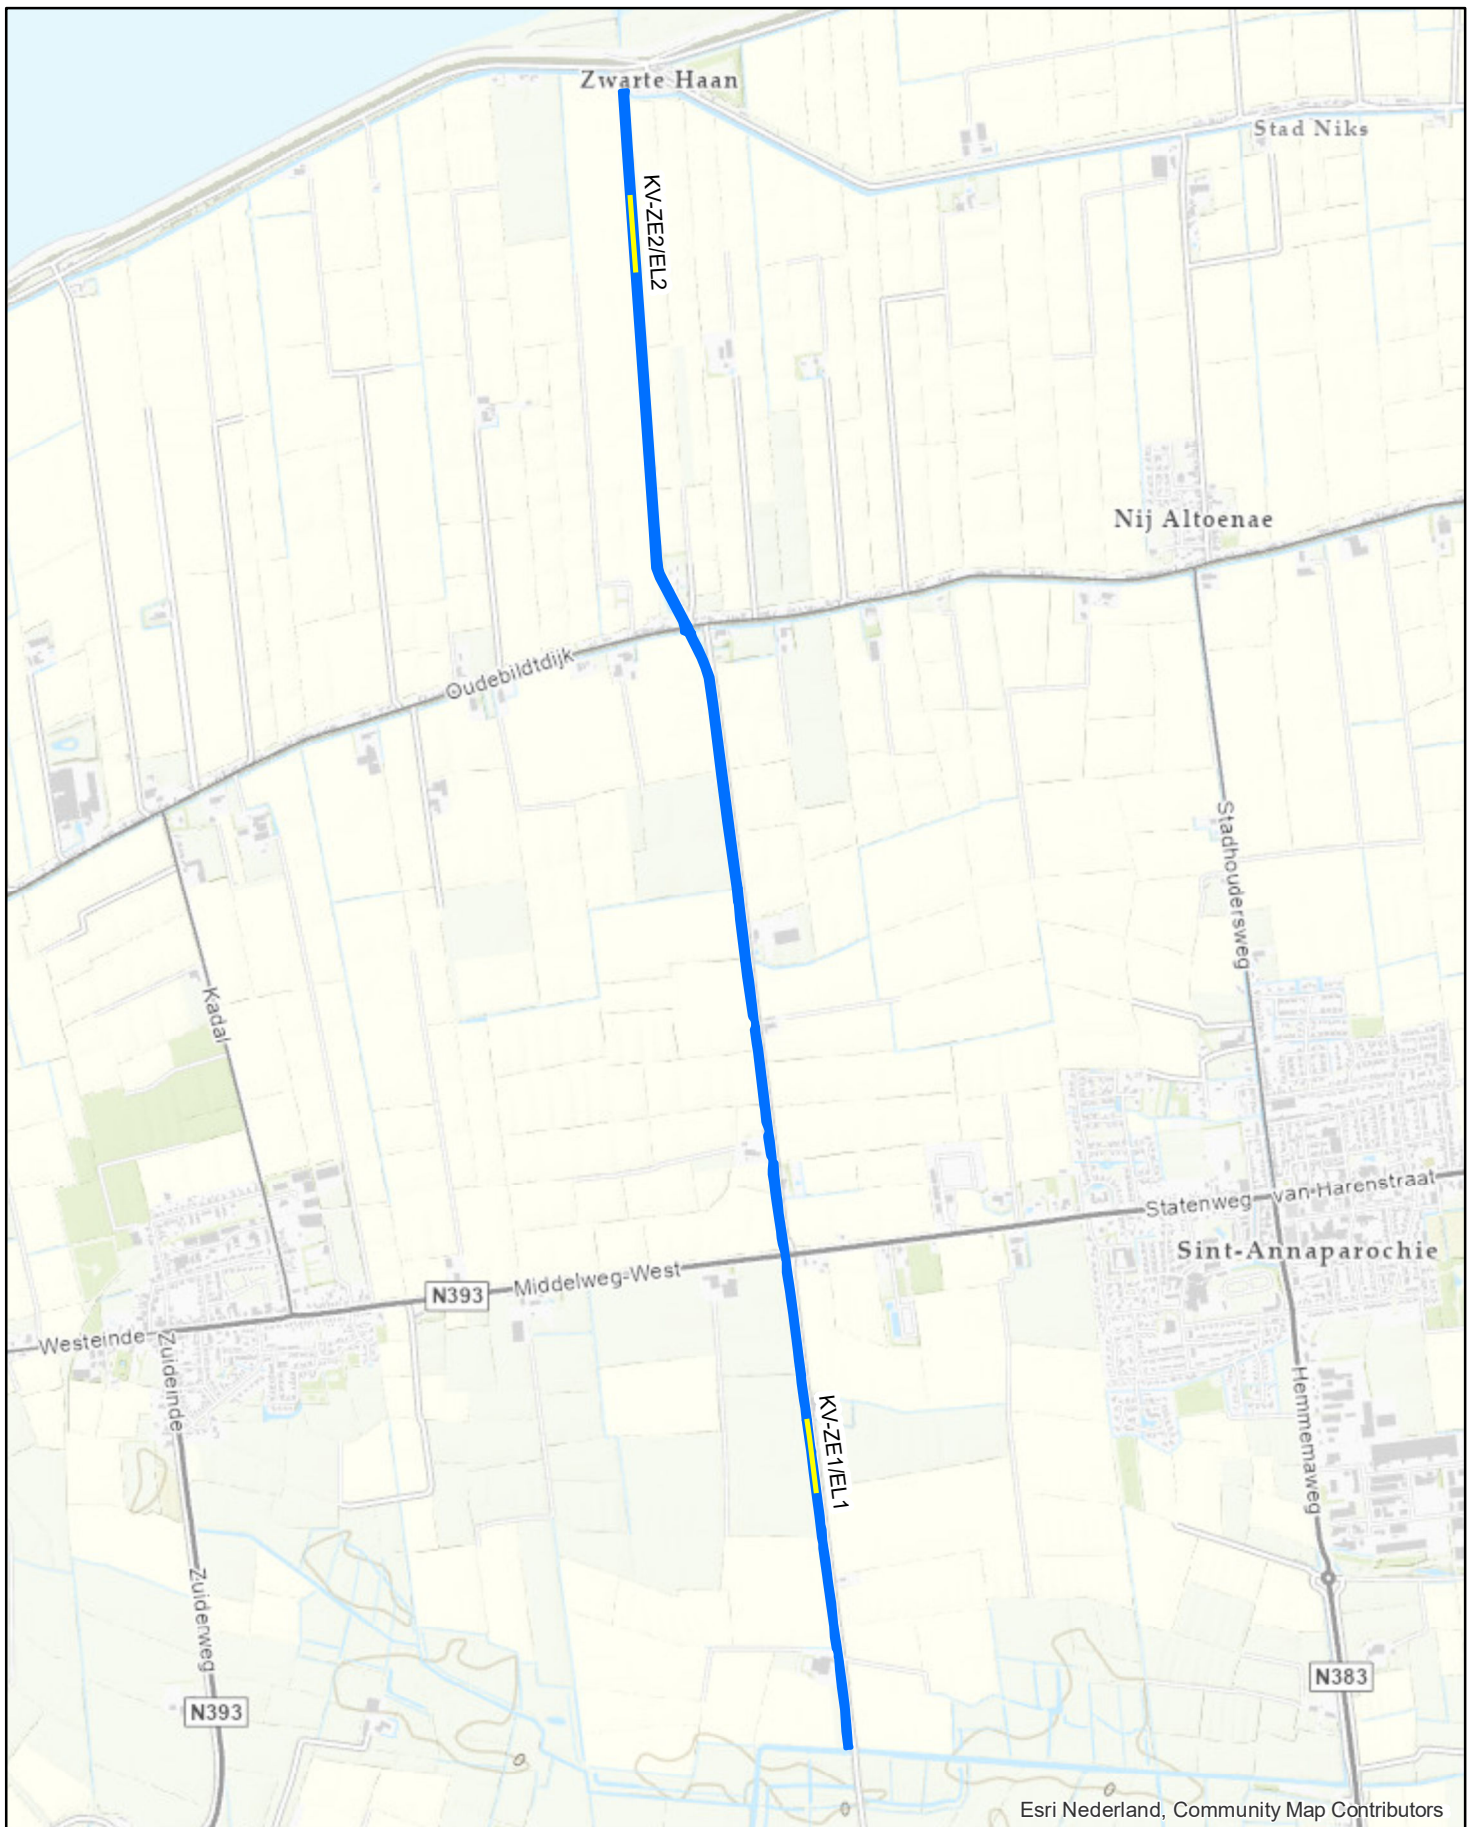 Zwarte Haan
Stad Niks
KV-ZE2/EL2
Nij Altoenae
Oudebildtdijk
Stadhoudersweg
Kadal
Statenweg
van-Harenstraat
Sint-Annaparochie
Middelweg-West
N393
Westeinde
Zuideinde
Hemmemaweg
KV-ZE1/EL1
Zuiderweg
N383
N393
Esri Nederland, Community Map Contributors